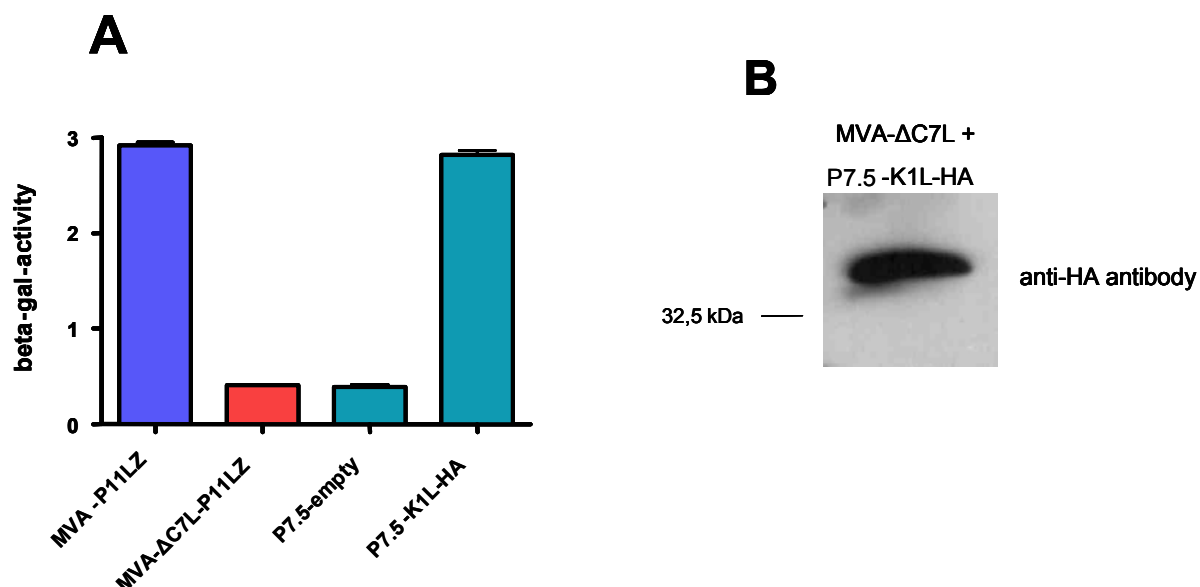 A
beta-gal-activity
3
2
1
0
MVA -P11LZ
MVA-ΔC7L-P11LZ
P7.5-empty
P7.5 -K1L-HA
B
MVA-ΔC7L +
P7.5 -K1L-HA
anti-HA antibody
32,5 kDa